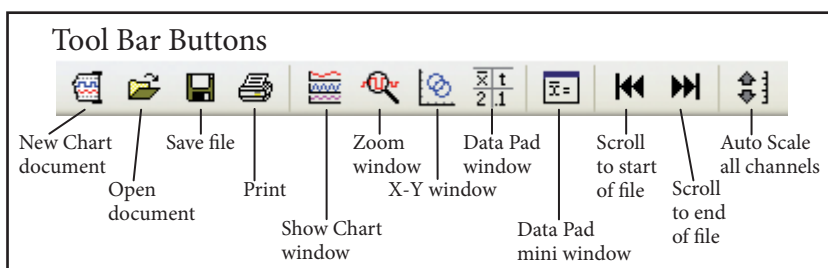 Tool Bar Buttons
x̄ t
2 .1
x̄ =
New Chart
document
Open
document
Save file
Print
Show Chart
window
Zoom
window
X-Y window
Data Pad
window
Data Pad
mini window
Scroll
to start
of file
Scroll
to end
of file
Auto Scale
all channels